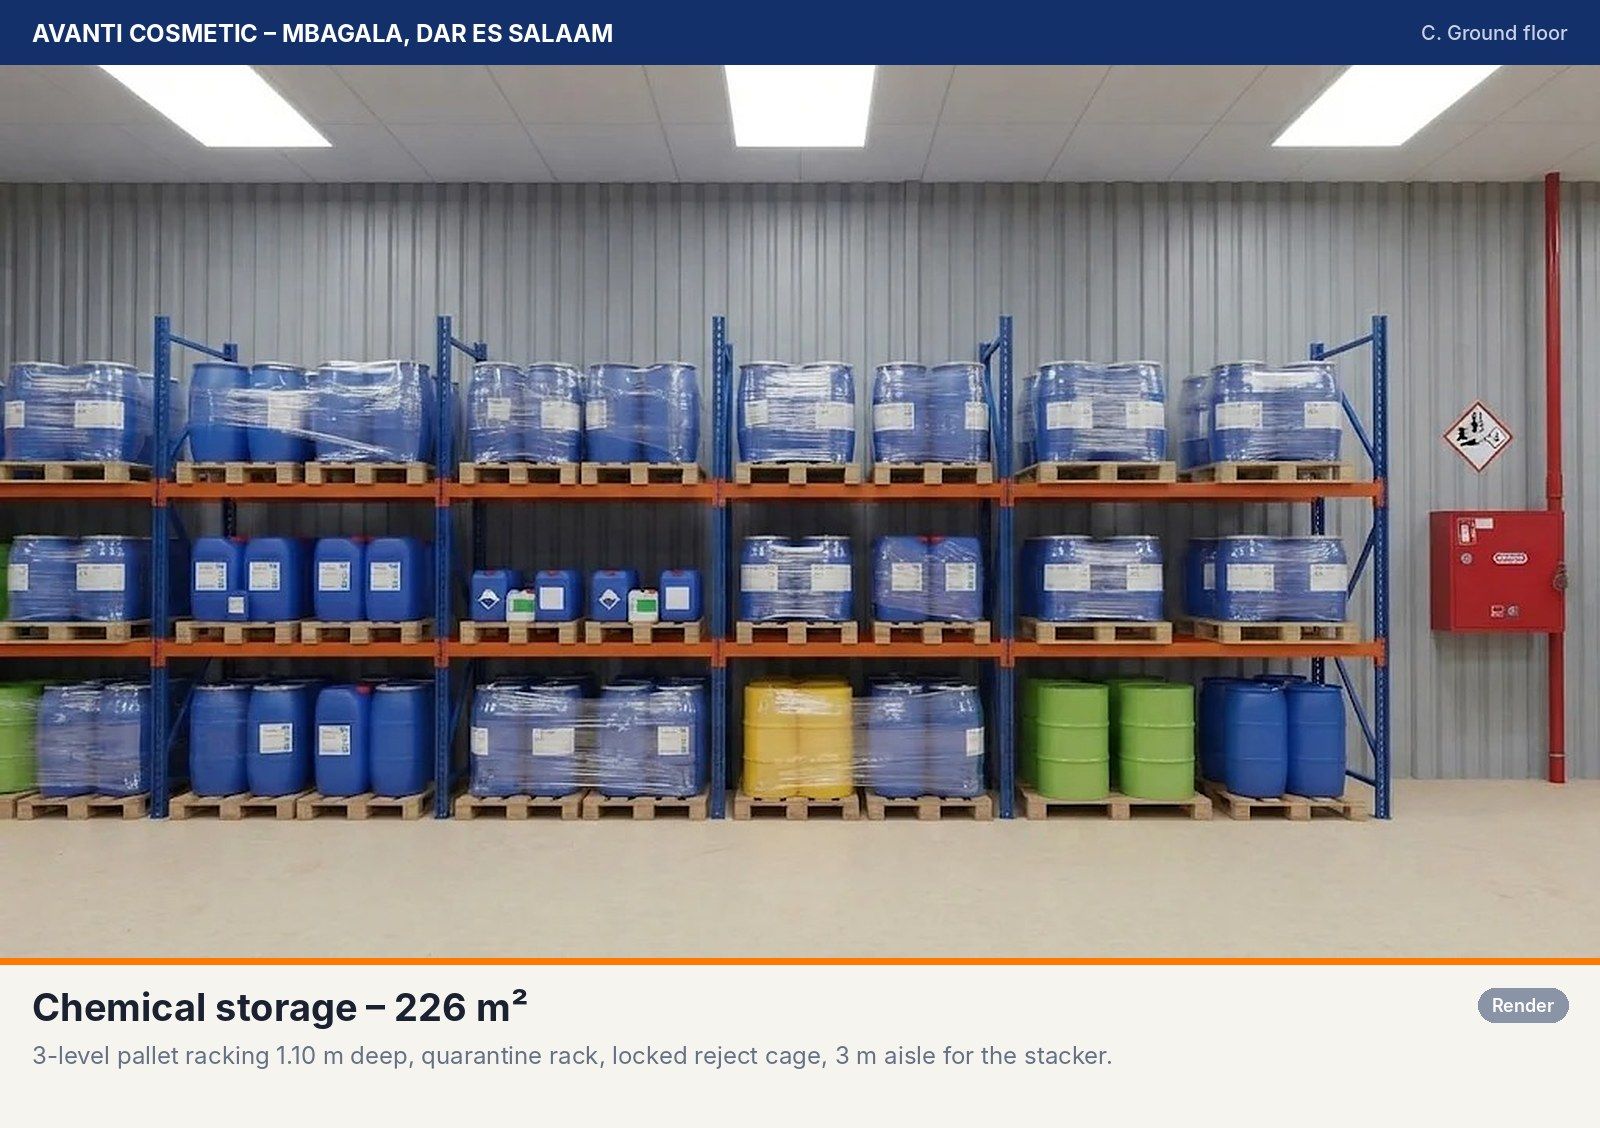 AVANTI COSMETIC – MBAGALA, DAR ES SALAAM
C. Ground floor
Chemical storage – 226 m²
Render
3-level pallet racking 1.10 m deep, quarantine rack, locked reject cage, 3 m aisle for the stacker.